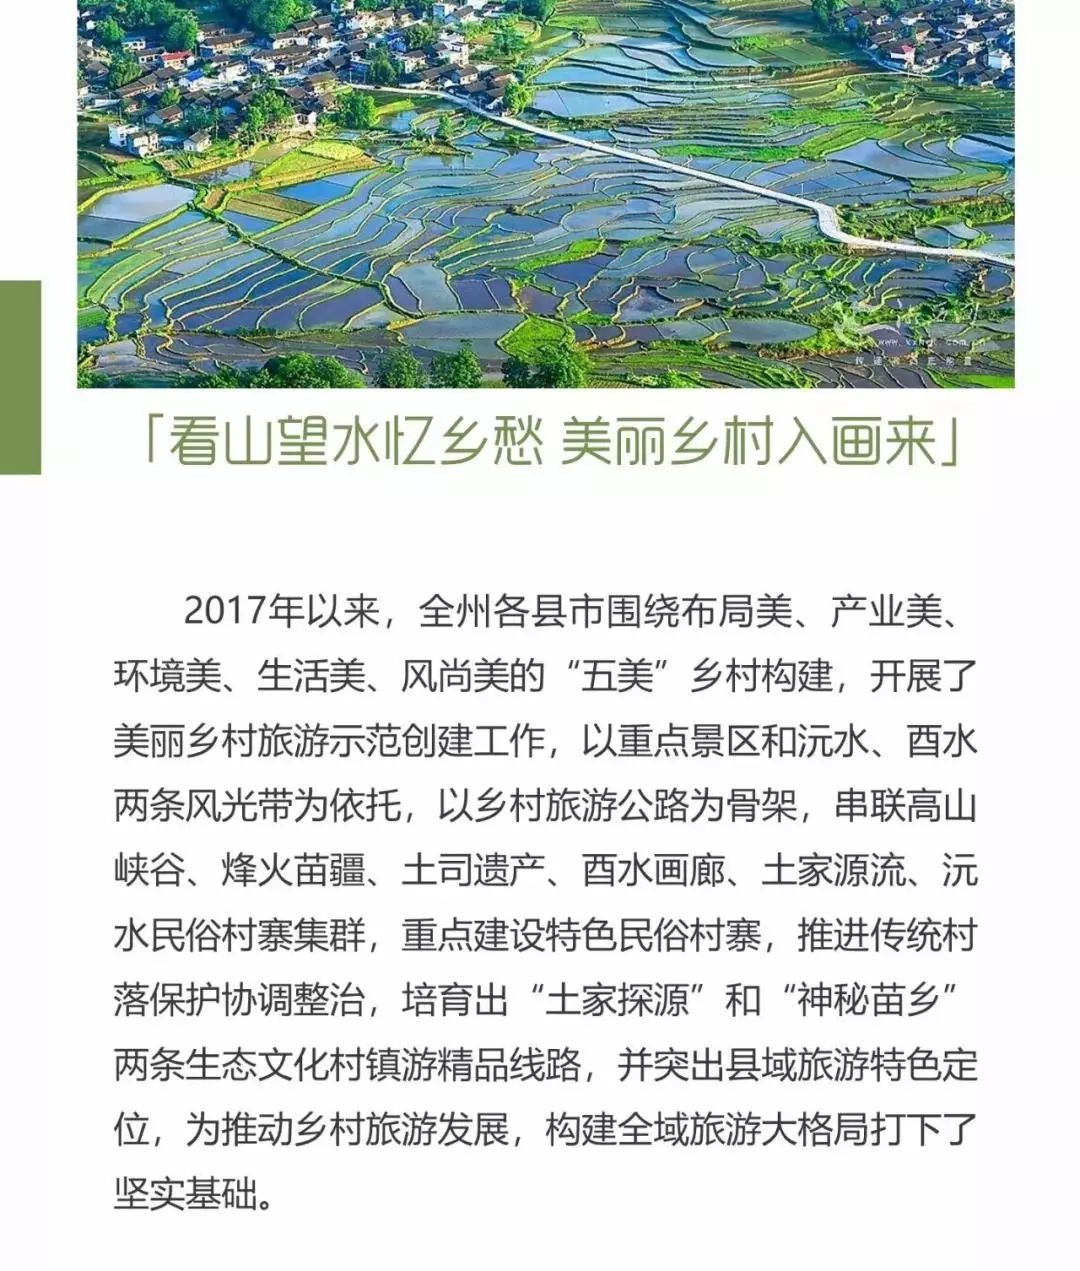 www.xxnet.com.cn
「看山望水忆乡愁 美丽乡村入画来」
2017年以来，全州各县市围绕布局美、产业美、
环境美、生活美、风尚美的“五美”乡村构建，开展了
美丽乡村旅游示范创建工作，以重点景区和沅水、酉水
两条风光带为依托，以乡村旅游公路为骨架，串联高山
峡谷、烽火苗疆、土司遗产、酉水画廊、土家源流、沅
水民俗村寨集群，重点建设特色民俗村寨，推进传统村
落保护协调整治，培育出“土家探源”和“神秘苗乡”
两条生态文化村镇游精品线路，并突出县域旅游特色定
位，为推动乡村旅游发展，构建全域旅游大格局打下了
坚实基础。